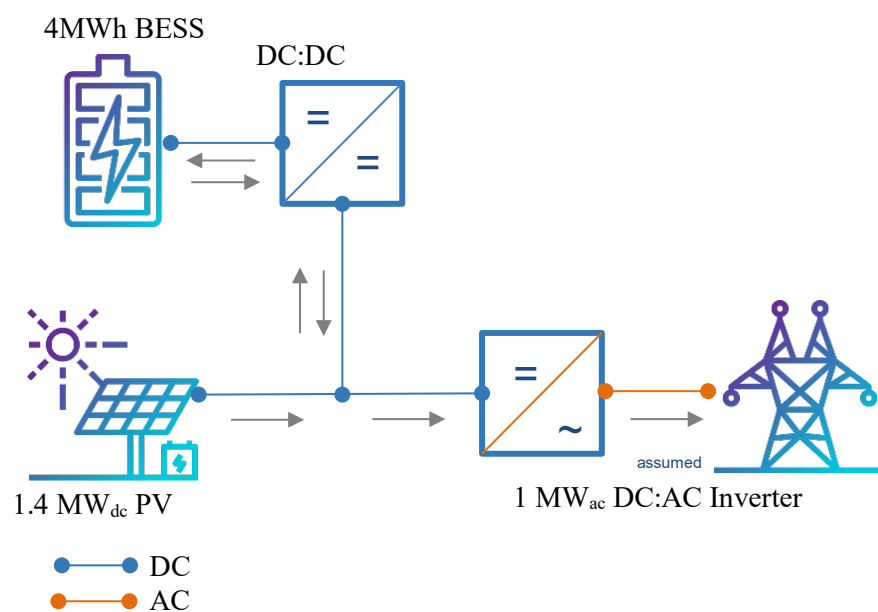 4MWh BESS
DC:DC
=
=
=
~
assumed
1.4 MWdc PV
1 MWac DC:AC Inverter
DC
AC